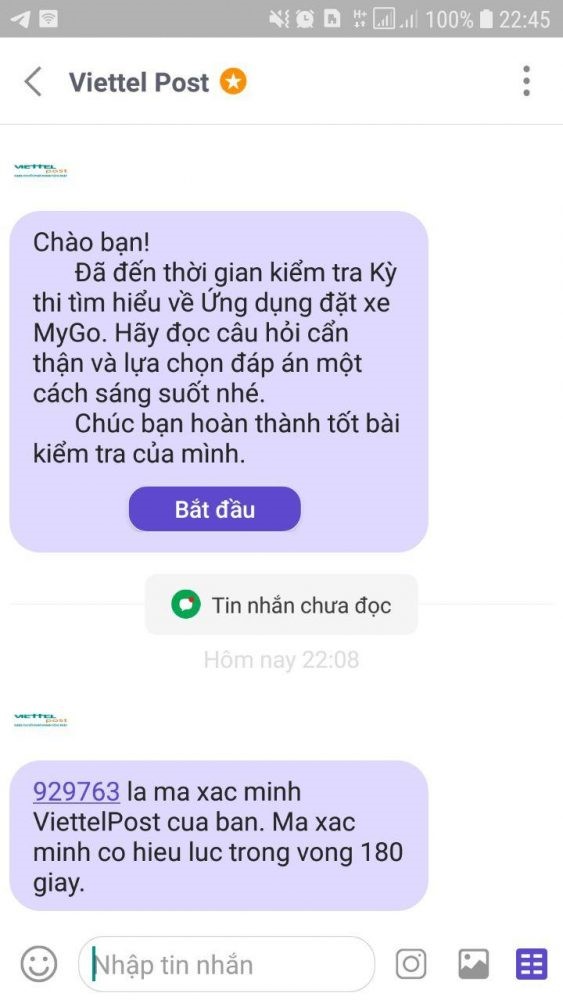 H+
100%
22:45
Viettel Post
VIETTEL
post
Chào bạn!
Đã đến thời gian kiểm tra Kỳ
thi tìm hiểu về Ứng dụng đặt xe
MyGo. Hãy đọc câu hỏi cẩn
thận và lựa chọn đáp án một
cách sáng suốt nhé.
Chúc bạn hoàn thành tốt bài
kiểm tra của mình.
Bắt đầu
Tin nhắn chưa đọc
Hôm nay 22:08
VIETTEL
post
929763 la ma xac minh
ViettelPost cua ban. Ma xac
minh co hieu luc trong vong 180
giay.
Nhập tin nhắn